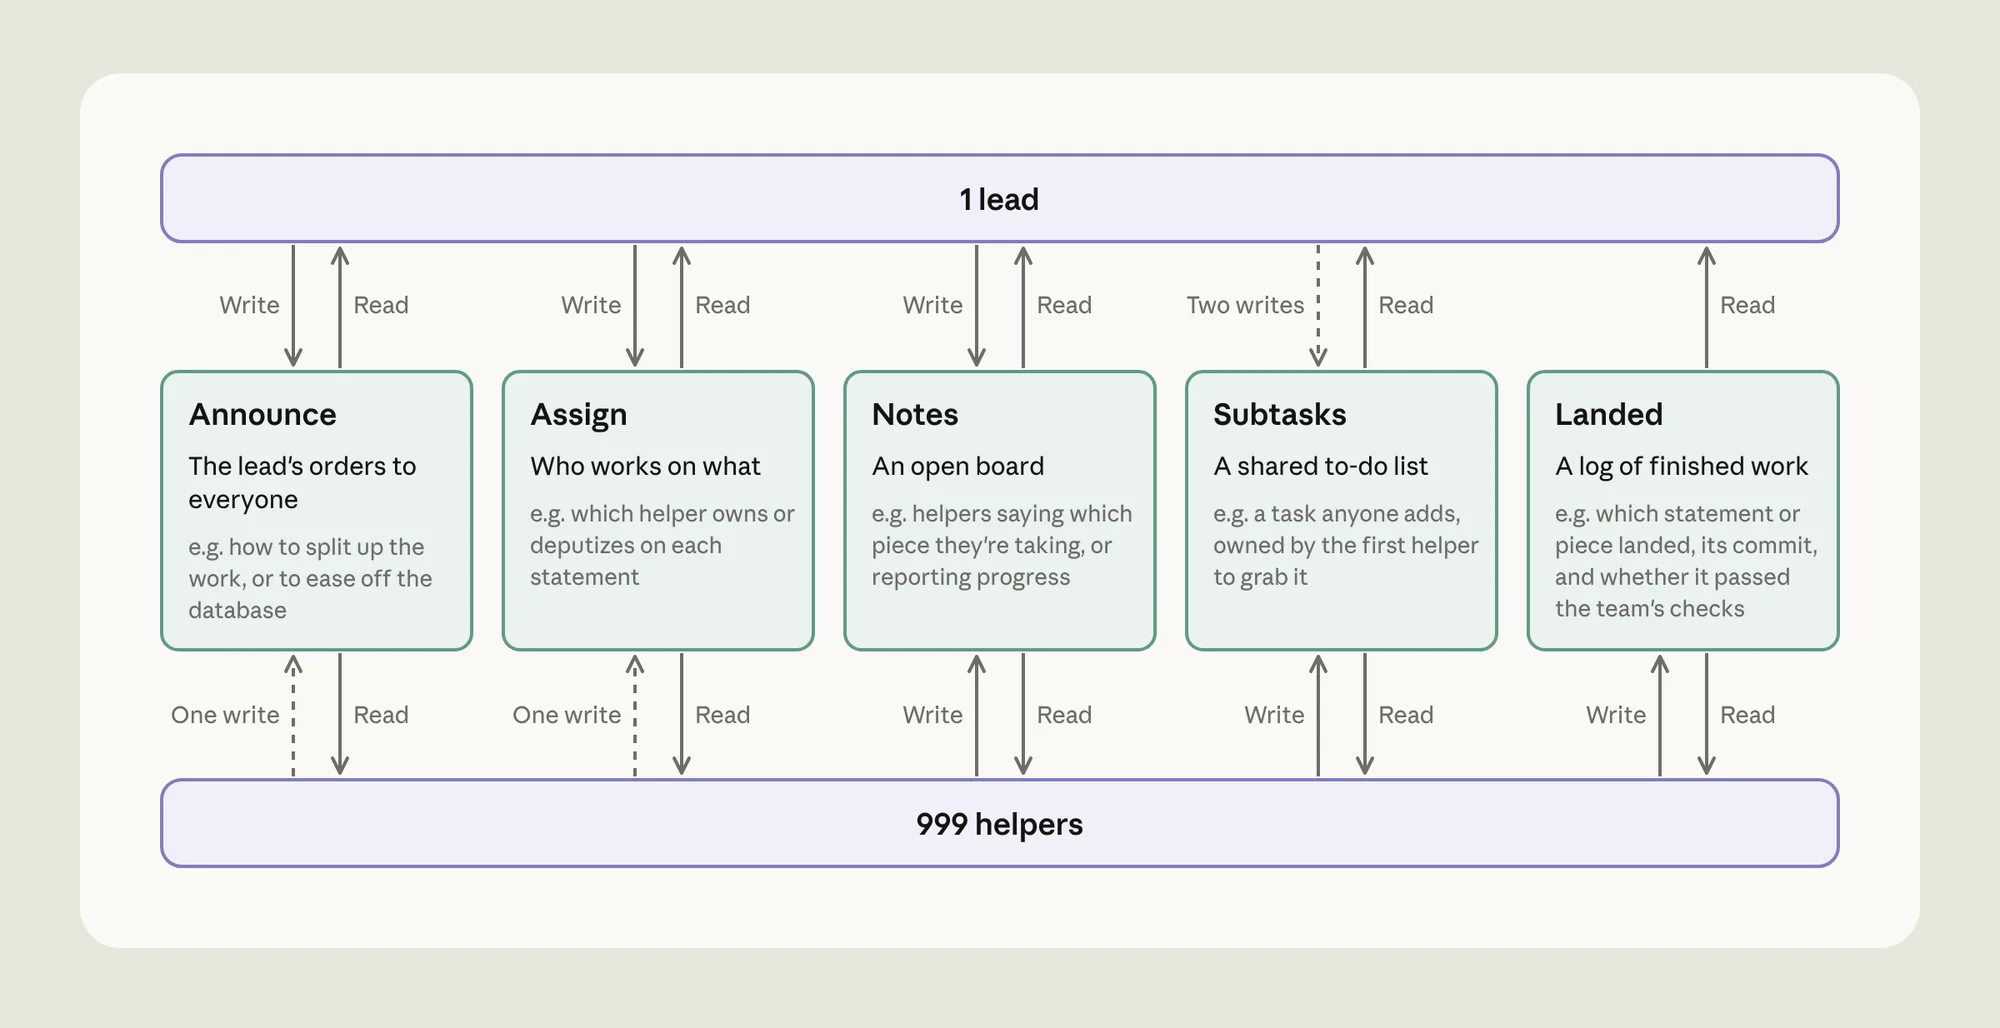 1 lead
Write
Read
Write
Read
Write
Read
Two writes
Read
Read
Announce
The lead's orders to
everyone
e.g. how to split up the
work, or to ease off the
database
Assign
Who works on what
e.g. which helper owns or
deputizes on each
statement
Notes
An open board
e.g. helpers saying which
piece they're taking, or
reporting progress
Subtasks
A shared to-do list
e.g. a task anyone adds,
owned by the first helper
to grab it
Landed
A log of finished work
e.g. which statement or
piece landed, its commit,
and whether it passed
the team's checks
One write
Read
One write
Read
Write
Read
Write
Read
Write
Read
999 helpers